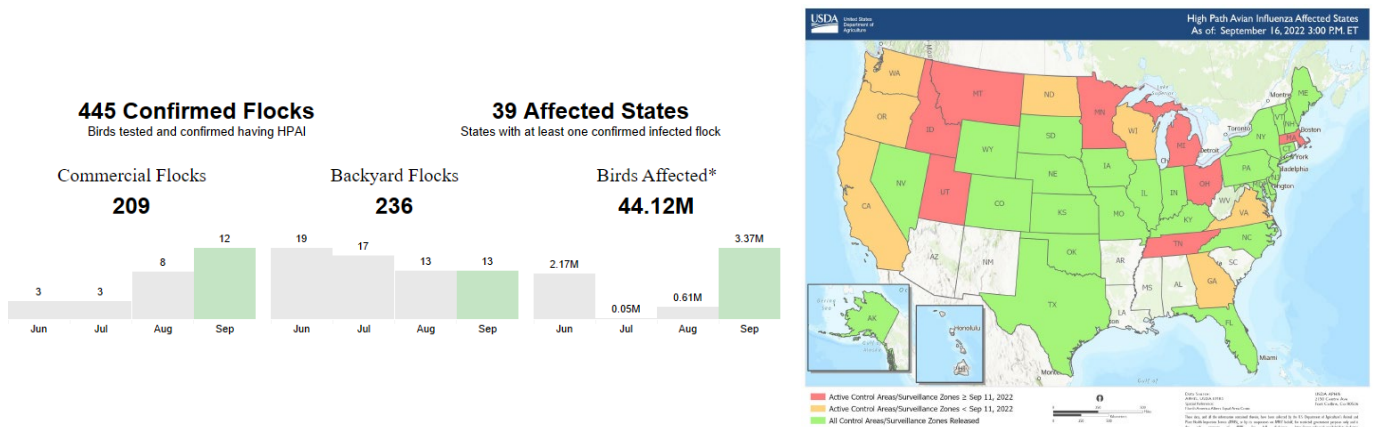 445 Confirmed Flocks
Birds tested and confirmed having HPAI
39 Affected States
States with at least one confirmed infected flock
Commercial Flocks
209
Backyard Flocks
236
Birds Affected*
44.12M
3
3
8
12
Jun
Jul
Aug
Sep
19
17
13
13
Jun
Jul
Aug
Sep
2.17M
0.05M
0.61M
3.37M
Jun
Jul
Aug
Sep
USDA
United States
Department of
Agriculture
High Path Avian Influenza Affected States
As of: September 16, 2022 3:00 P.M. ET
WA
MT
ND
MN
ME
OR
ID
SD
WI
MI
VT
NH
NY
MA
Boston
Toronto
Detroit
CT
WY
IA
PA
NJ
NV
UT
NE
IL
IN
OH
CA
CO
KS
MO
KY
WV
VA
AZ
NM
OK
AR
TN
NC
SC
TX
LA
MS
AL
GA
FL
Miami
AK
Honolulu
HI
Active Control Areas/Surveillance Zones ≥ Sep 11, 2022
Active Control Areas/Surveillance Zones < Sep 11, 2022
All Control Areas/Surveillance Zones Released